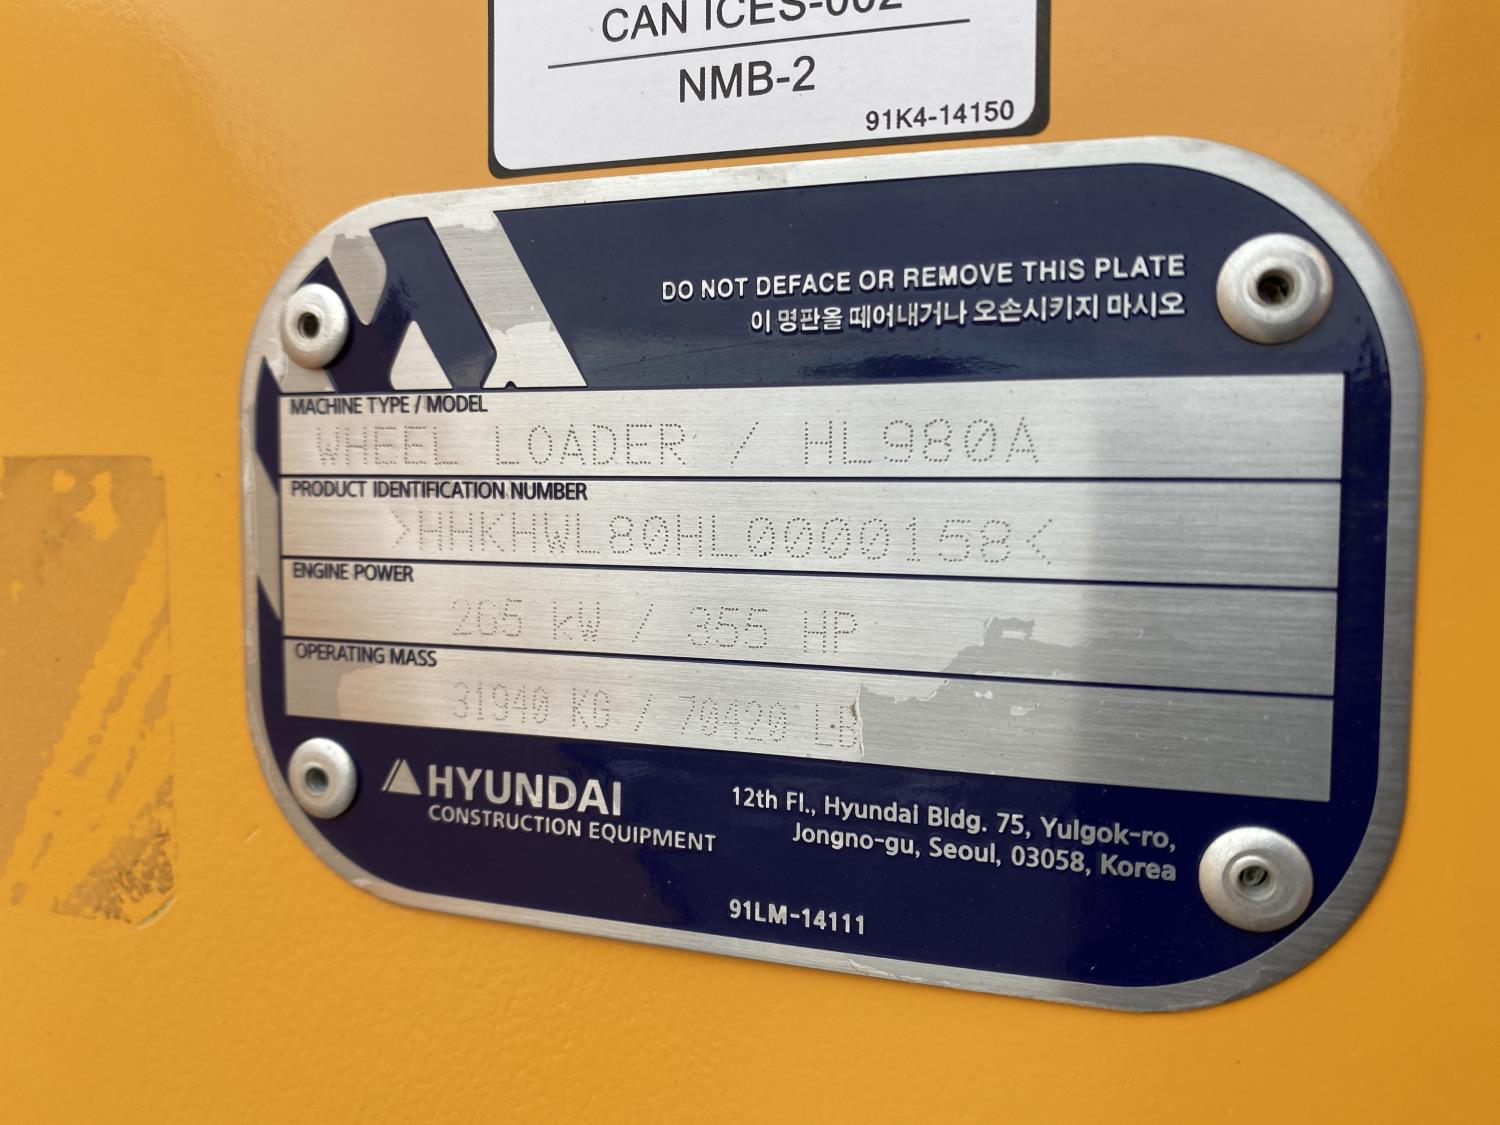 CAN ICES-002
NMB-2
91K4-14150
DO NOT DEFACE OR REMOVE THIS PLATE
이 명판올 떼어내거나 오손시키지 마시오
MACHINE TYPE / MODEL
WHEEL LOADER / HL980A
PRODUCT IDENTIFICATION NUMBER
>HHKHWL80HL0000158<
ENGINE POWER
265 kW / 355 HP
OPERATING MASS
31940 KG / 70420 LB
HYUNDAI
CONSTRUCTION EQUIPMENT
12th Fl., Hyundai Bldg. 75, Yulgok-ro,
Jongno-gu, Seoul, 03058, Korea
91LM-14111